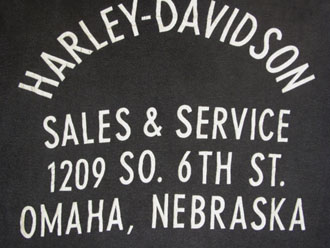 HARLEY-DAVIDSON
SALES & SERVICE
1209 SO. 6TH ST.
OMAHA, NEBRASKA